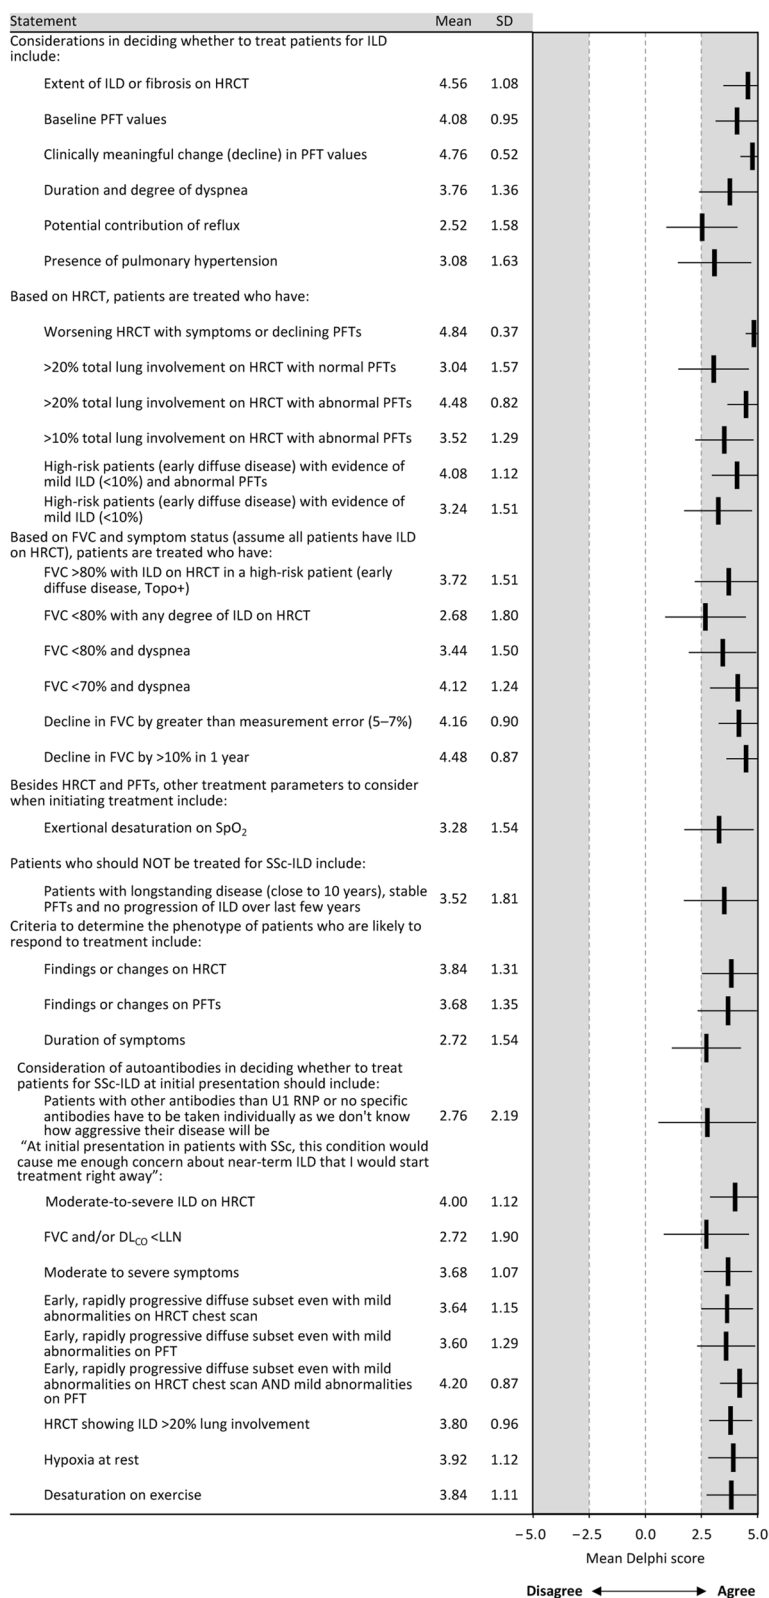 Statement Mean SD
Considerations in deciding whether to treat patients for ILD
include:
Extent of ILD or fibrosis on HRCT 4.56 1.08
Baseline PFT values 4.08 0.95
Clinically meaningful change (decline) in PFT values 4.76 0.52
Duration and degree of dyspnea 3.76 1.36
Potential contribution of reflux 2.52 1.58
Presence of pulmonary hypertension 3.08 1.63
Based on HRCT, patients are treated who have:
Worsening HRCT with symptoms or declining PFTs 4.84 0.37
>20% total lung involvement on HRCT with normal PFTs 3.04 1.57
>20% total lung involvement on HRCT with abnormal PFTs 4.48 0.82
>10% total lung involvement on HRCT with abnormal PFTs 3.52 1.29
High-risk patients (early diffuse disease) with evidence of
mild ILD (<10%) and abnormal PFTs 4.08 1.12
High-risk patients (early diffuse disease) with evidence of
mild ILD (<10%) 3.24 1.51
Based on FVC and symptom status (assume all patients have ILD
on HRCT), patients are treated who have:
FVC >80% with ILD on HRCT in a high-risk patient (early
diffuse disease, Topo+) 3.72 1.51
FVC <80% with any degree of ILD on HRCT 2.68 1.80
FVC <80% and dyspnea 3.44 1.50
FVC <70% and dyspnea 4.12 1.24
Decline in FVC by greater than measurement error (5–7%) 4.16 0.90
Decline in FVC by >10% in 1 year 4.48 0.87
Besides HRCT and PFTs, other treatment parameters to consider
when initiating treatment include:
Exertional desaturation on SpO₂ 3.28 1.54
Patients who should NOT be treated for SSc-ILD include:
Patients with longstanding disease (close to 10 years), stable
PFTs and no progression of ILD over last few years 3.52 1.81
Criteria to determine the phenotype of patients who are likely to
respond to treatment include:
Findings or changes on HRCT 3.84 1.31
Findings or changes on PFTs 3.68 1.35
Duration of symptoms 2.72 1.54
Consideration of autoantibodies in deciding whether to treat
patients for SSc-ILD at initial presentation should include:
Patients with other antibodies than U1 RNP or no specific
antibodies have to be taken individually as we don't know 2.76 2.19
how aggressive their disease will be
“At initial presentation in patients with SSc, this condition would
cause me enough concern about near-term ILD that I would start
treatment right away”:
Moderate-to-severe ILD on HRCT 4.00 1.12
FVC and/or DL_CO <LLN 2.72 1.90
Moderate to severe symptoms 3.68 1.07
Early, rapidly progressive diffuse subset even with mild
abnormalities on HRCT chest scan 3.64 1.15
Early, rapidly progressive diffuse subset even with mild
abnormalities on PFT 3.60 1.29
Early, rapidly progressive diffuse subset even with mild
abnormalities on HRCT chest scan AND mild abnormalities 4.20 0.87
on PFT
HRCT showing ILD >20% lung involvement 3.80 0.96
Hypoxia at rest 3.92 1.12
Desaturation on exercise 3.84 1.11
−5.0 −2.5 0.0 2.5 5.0
Mean Delphi score
Disagree Agree